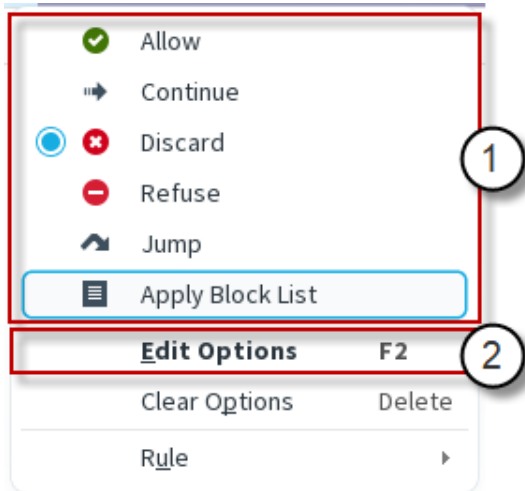 Allow
Continue
Discard
Refuse
Jump
Apply Block List
1
Edit Options F2
2
Clear Options Delete
Rule